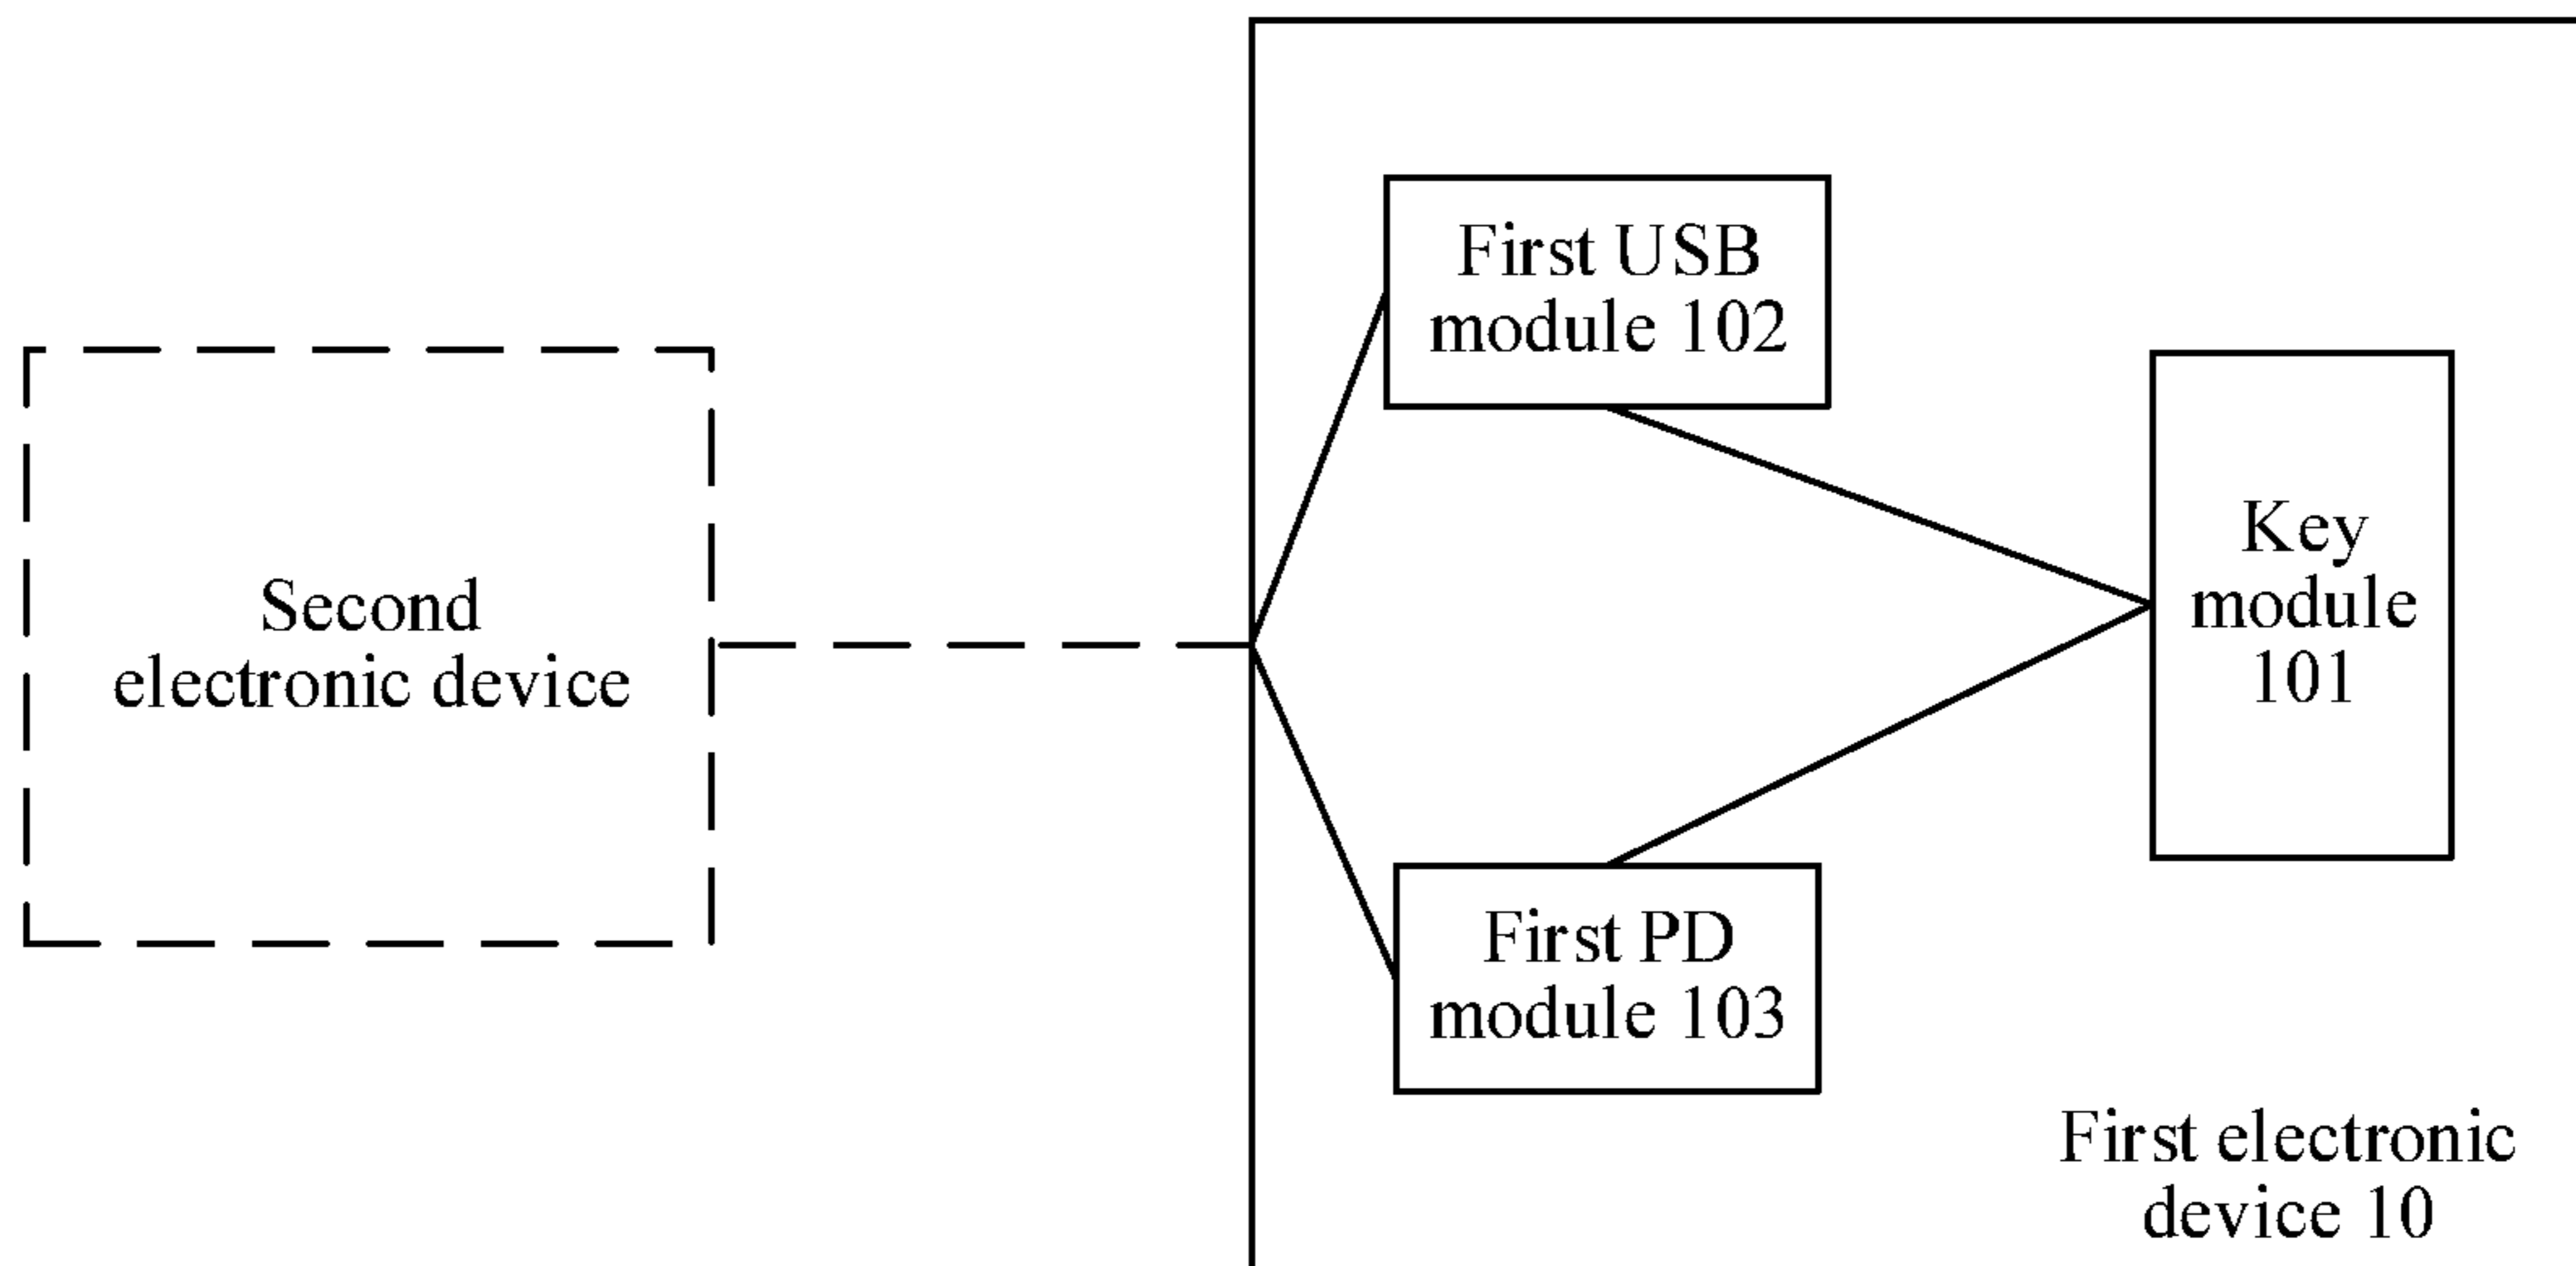 First USB
module 102
Second
electronic device
Key
module
101
First PD
module 103
First electronic
device 10